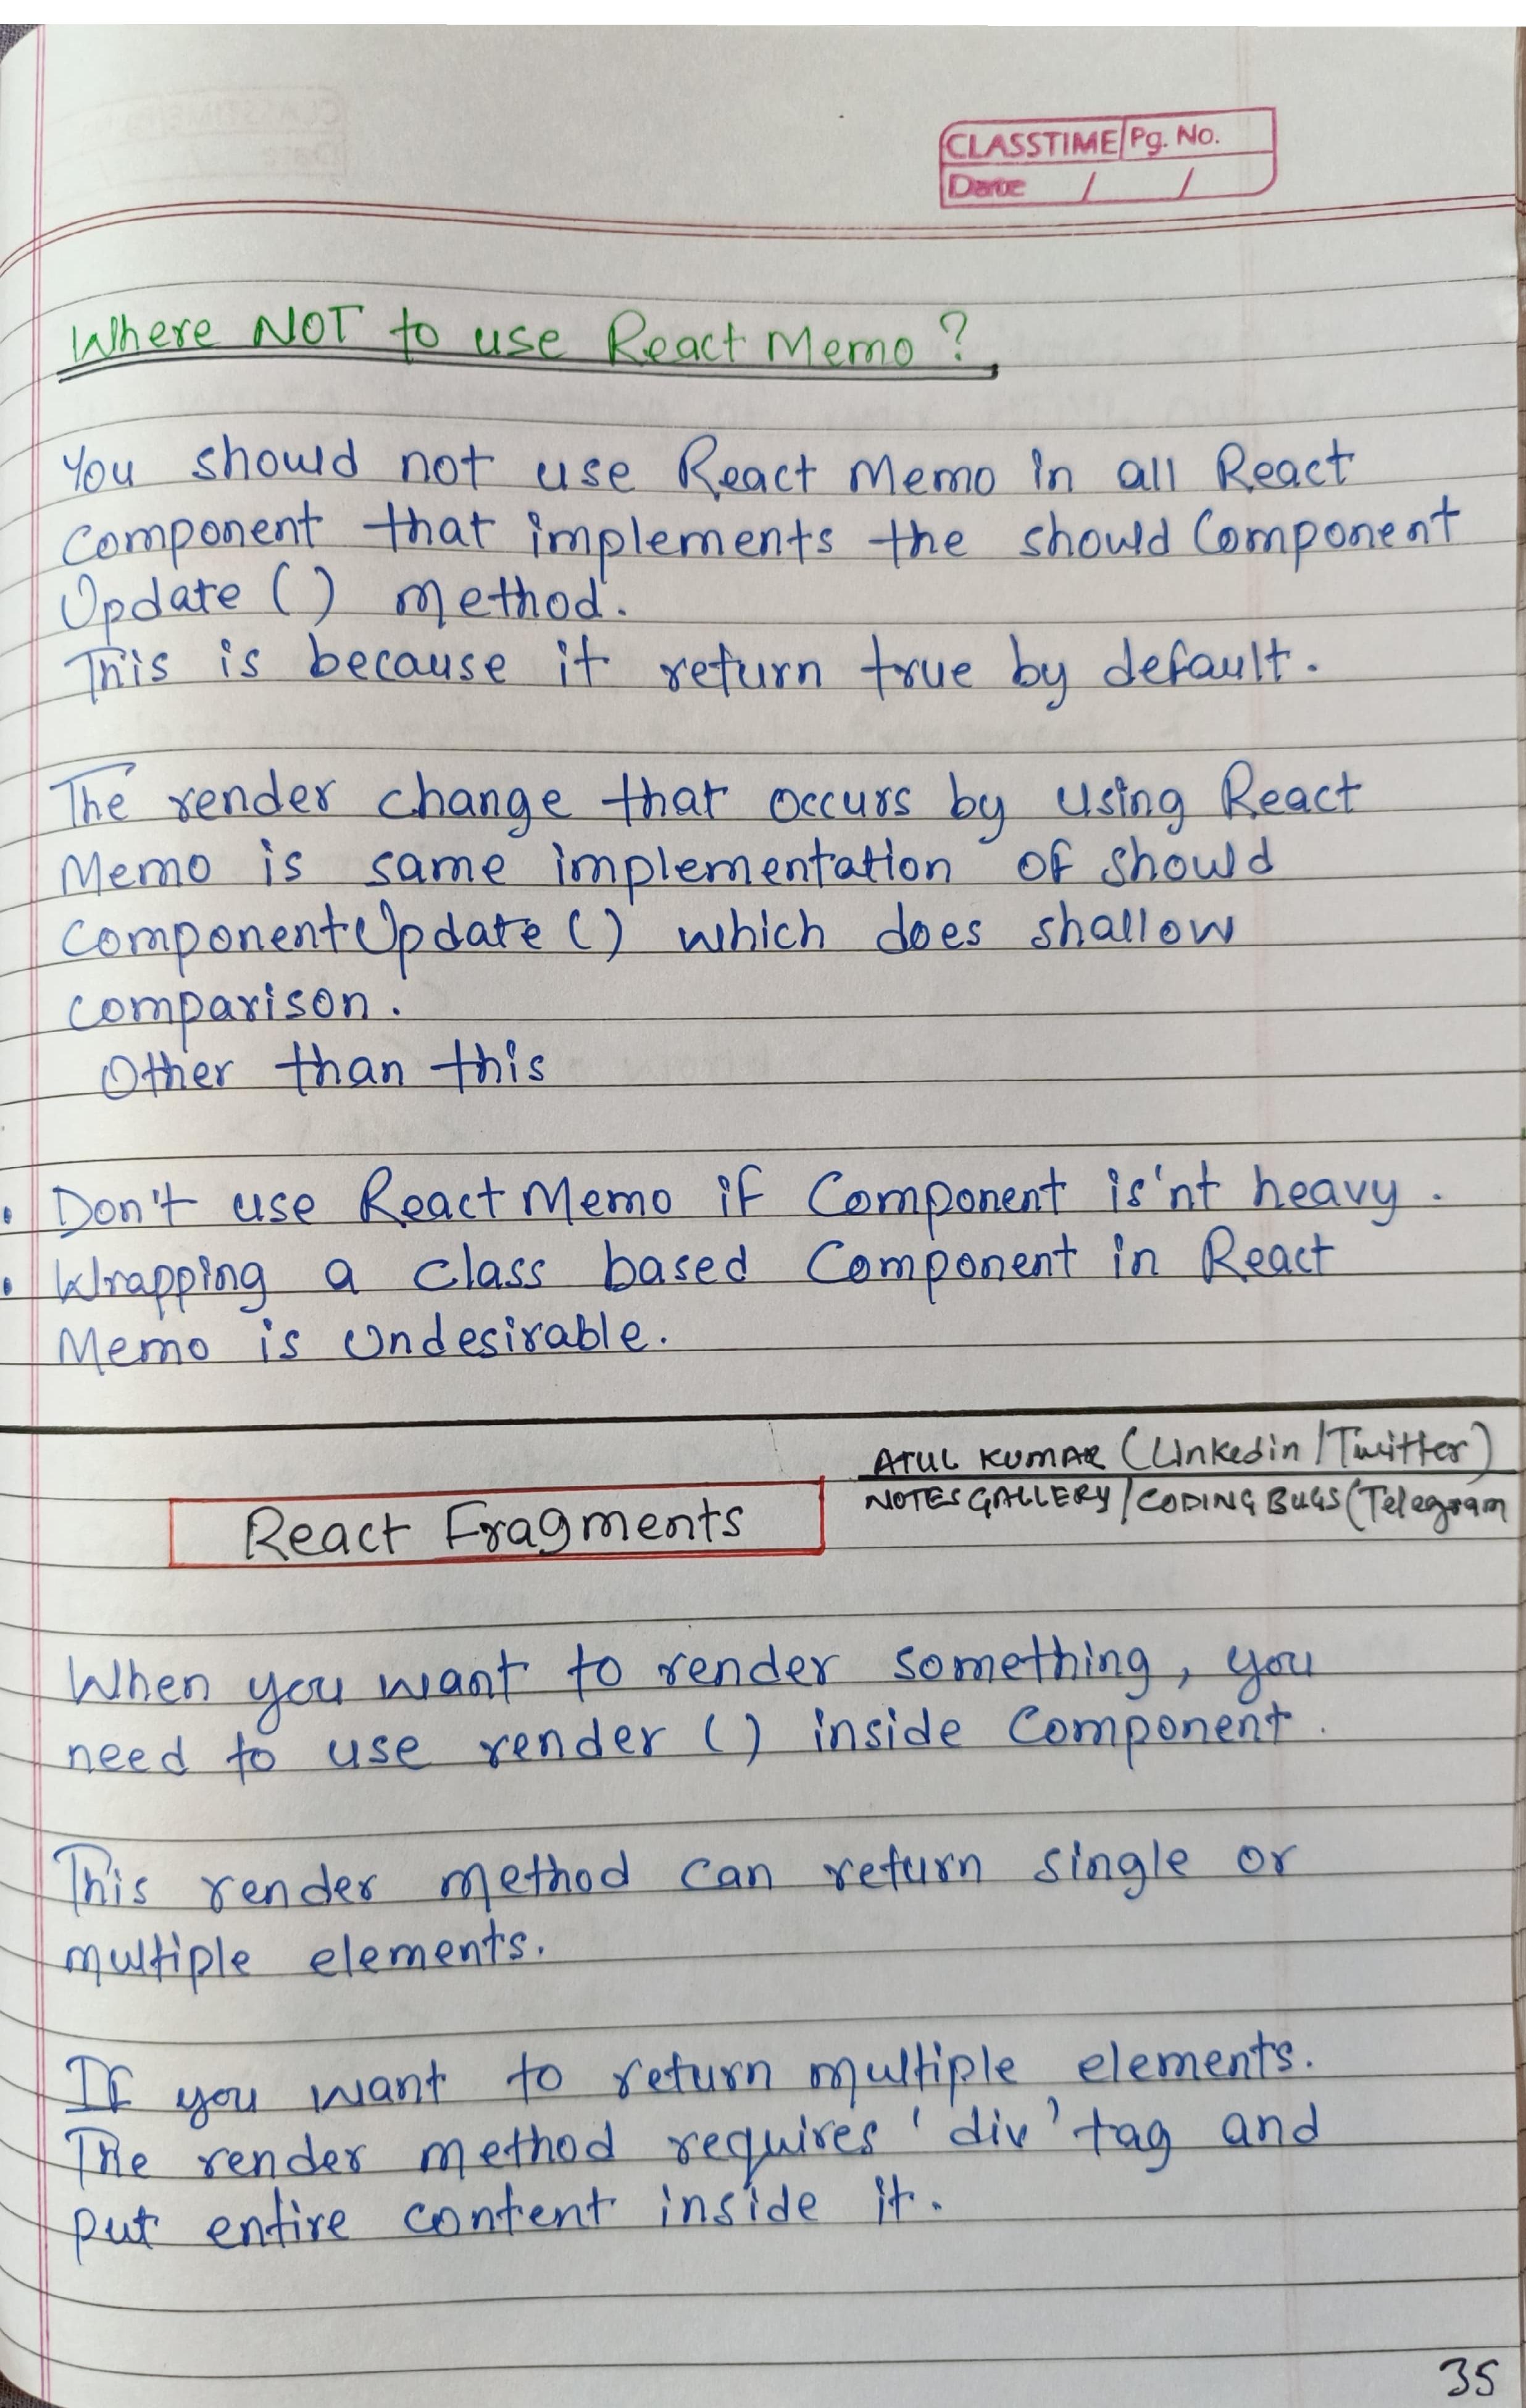 CLASSTIME Pg. No.
Date / /
Where NOT to use React Memo?
You should not use React Memo in all React
Component that implements the should Component
Update () method.
This is because it return true by default.
The render change that occurs by using React
Memo is same implementation of should
ComponentUpdate () which does shallow
comparison.
Other than this
• Don't use React Memo if Component is'nt heavy.
• Wrapping a class based Component in React
Memo is Undesirable.
ATUL KUMAR (Linkedin/Twitter)
NOTES GALLERY/CODING BUGS (Telegram
React Fragments
When you want to render something, you
need to use render () inside Component.
This render method can return single or
multiple elements.
If you want to return multiple elements.
The render method requires 'div' tag and
put entire content inside it.
35